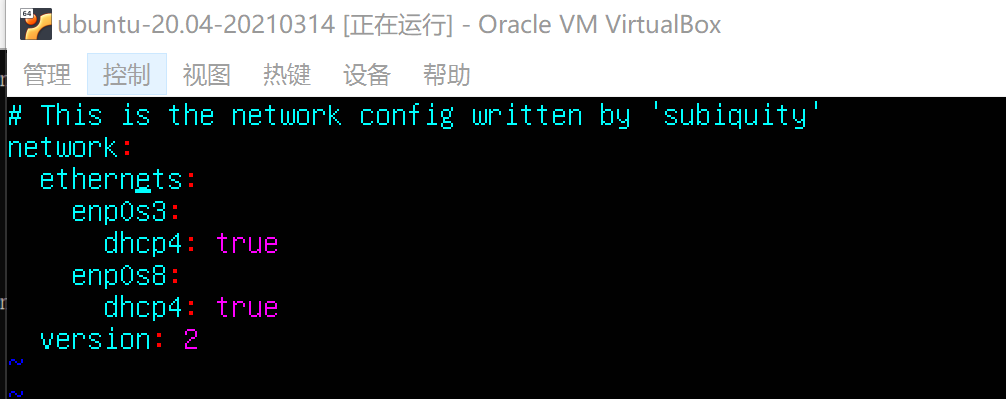 64
ubuntu-20.04-20210314 [正在运行] - Oracle VM VirtualBox
管理 控制 视图 热键 设备 帮助
# This is the network config written by 'subiquity'
network:
  ethernets:
    enp0s3:
      dhcp4: true
    enp0s8:
      dhcp4: true
  version: 2
~
~